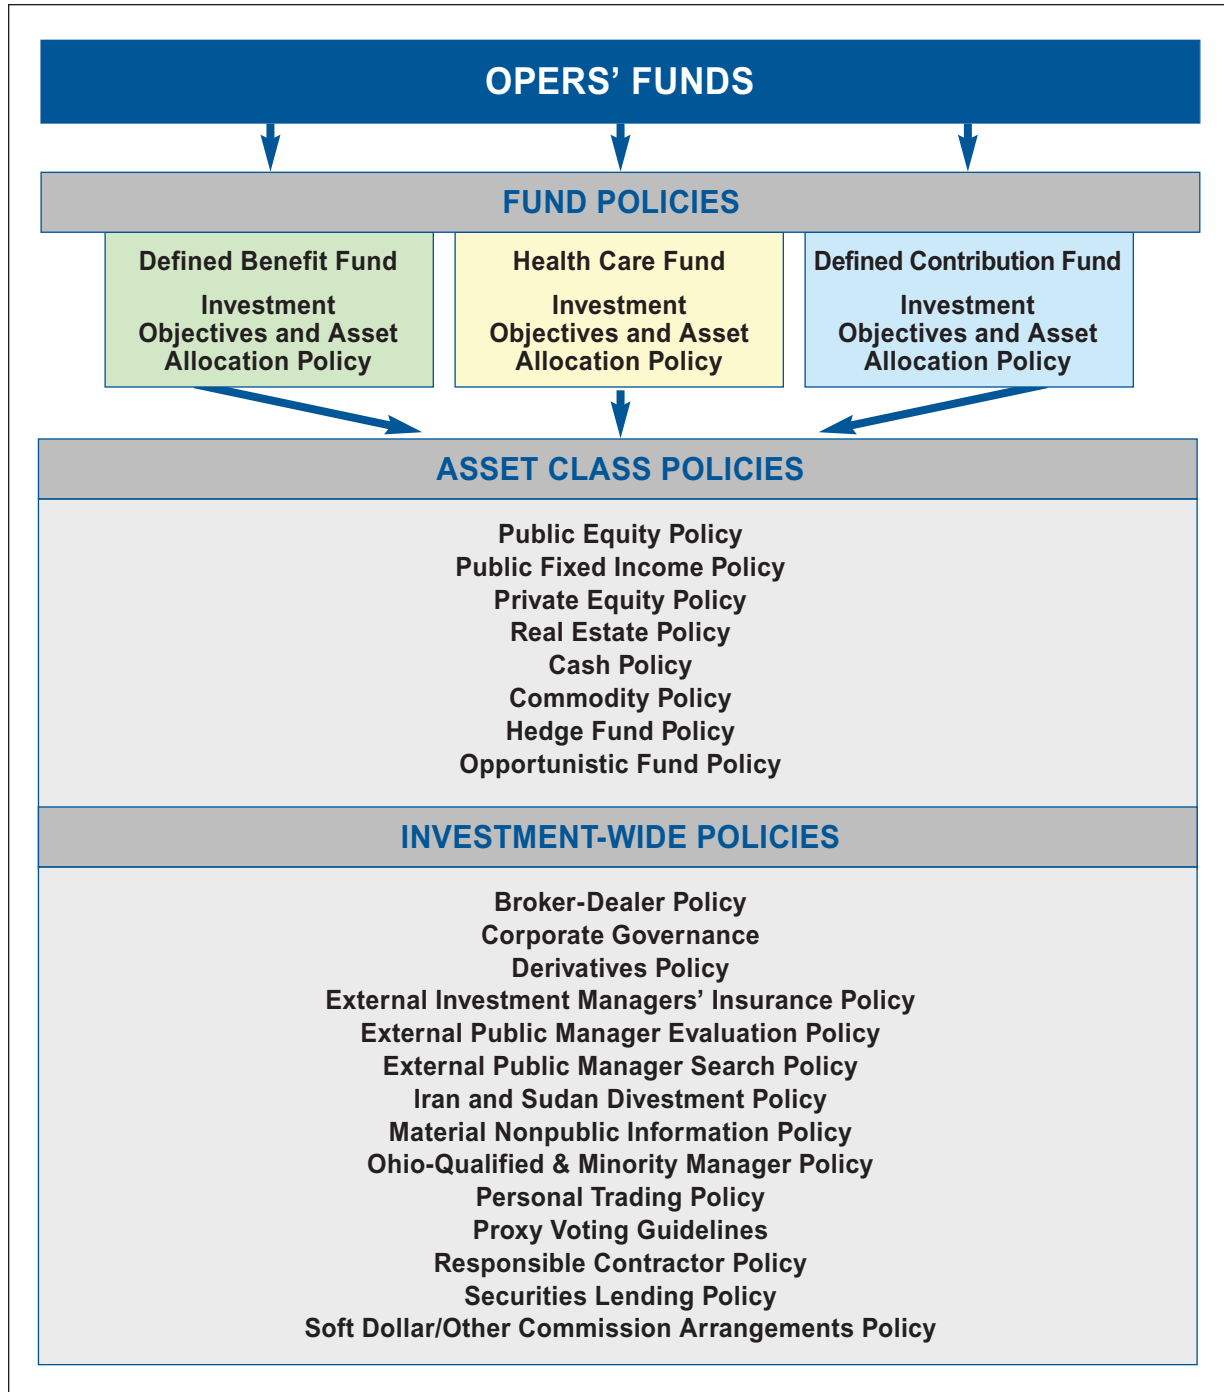 OPERS’ FUNDS
FUND POLICIES
Defined Benefit Fund
Investment
Objectives and Asset
Allocation Policy
Health Care Fund
Investment
Objectives and Asset
Allocation Policy
Defined Contribution Fund
Investment
Objectives and Asset
Allocation Policy
ASSET CLASS POLICIES
Public Equity Policy
Public Fixed Income Policy
Private Equity Policy
Real Estate Policy
Cash Policy
Commodity Policy
Hedge Fund Policy
Opportunistic Fund Policy
INVESTMENT-WIDE POLICIES
Broker-Dealer Policy
Corporate Governance
Derivatives Policy
External Investment Managers’ Insurance Policy
External Public Manager Evaluation Policy
External Public Manager Search Policy
Iran and Sudan Divestment Policy
Material Nonpublic Information Policy
Ohio-Qualified & Minority Manager Policy
Personal Trading Policy
Proxy Voting Guidelines
Responsible Contractor Policy
Securities Lending Policy
Soft Dollar/Other Commission Arrangements Policy